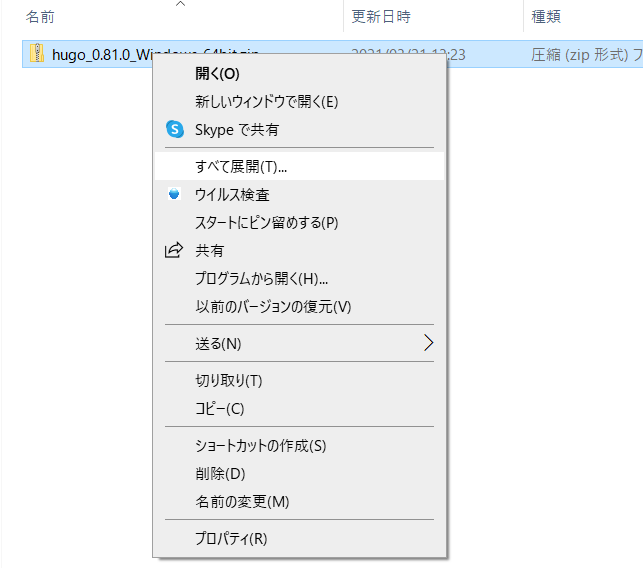 名前 更新日時 種類
hugo_0.81.0_Windows-64bit.zip 12:23 圧縮 (zip 形式) フ
開く(O)
新しいウィンドウで開く(E)
Skype で共有
すべて展開(T)...
ウイルス検査
スタートにピン留めする(P)
共有
プログラムから開く(H)...
以前のバージョンの復元(V)
送る(N)
切り取り(T)
コピー(C)
ショートカットの作成(S)
削除(D)
名前の変更(M)
プロパティ(R)